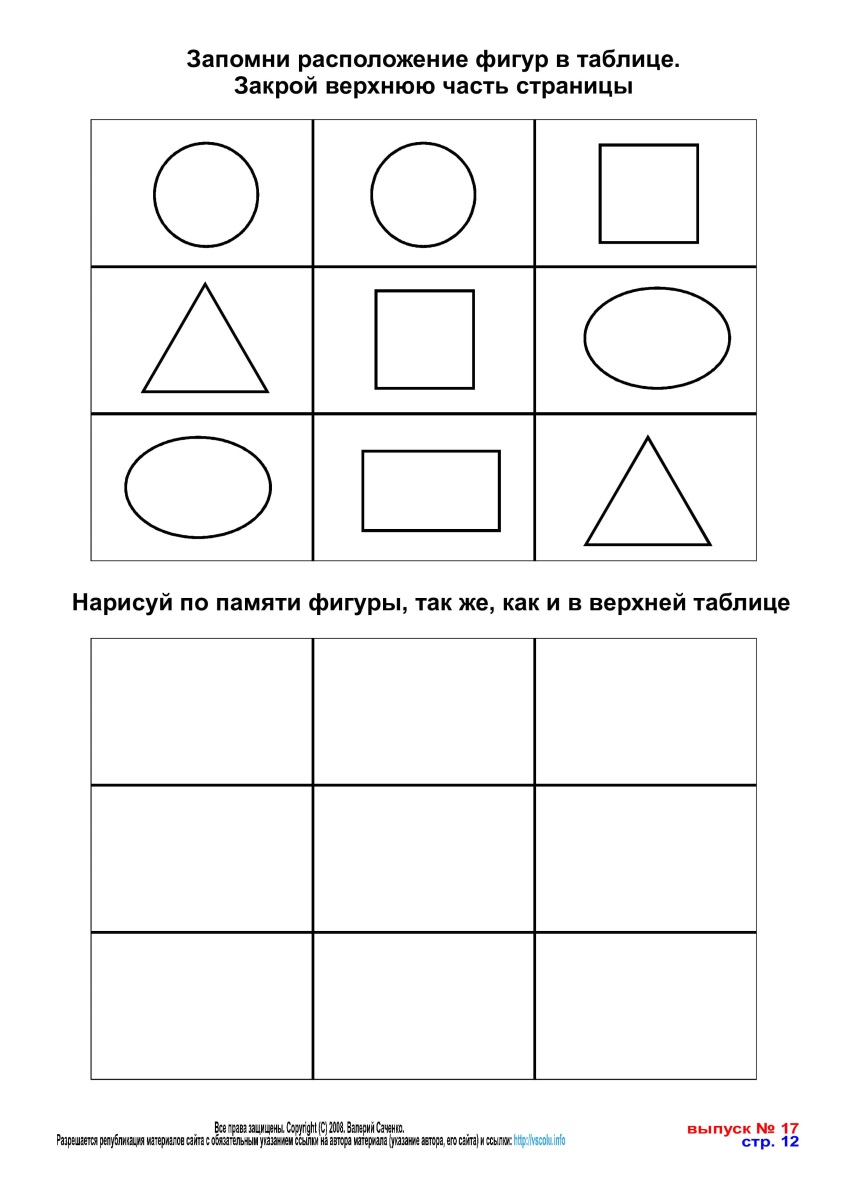 Запомни расположение фигур в таблице.
Закрой верхнюю часть страницы
Нарисуй по памяти фигуры, так же, как и в верхней таблице
Все права защищены. Copyright (C) 2008. Валерий Саченко.
Разрешается републикация материалов сайта с обязательным указанием ссылки на автора материала (указание автора, его сайта) и ссылки: http://vscolu.info
выпуск № 17
стр. 12